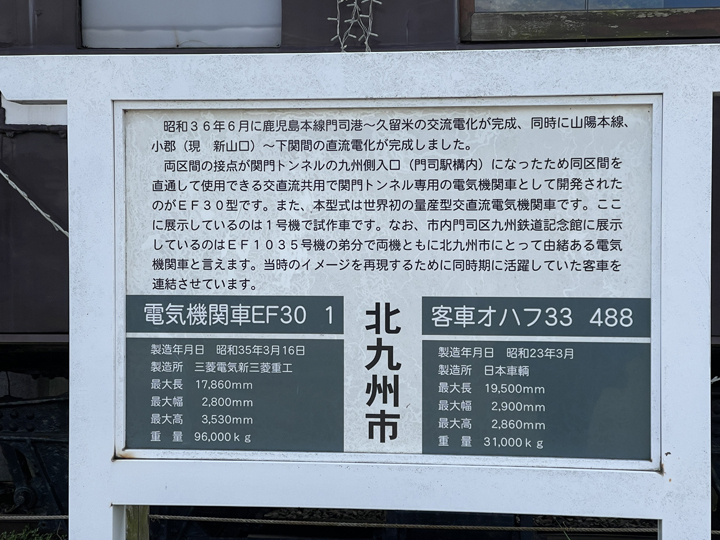 昭和３６年６月に鹿児島本線門司港～久留米の交流電化が完成、同時に山陽本線、
小郡（現　新山口）～下関間の直流電化が完成しました。
両区間の接点が関門トンネルの九州側入口（門司駅構内）になったため同区間を
直通して使用できる交直流共用で関門トンネル専用の電気機関車として開発された
のがＥＦ３０型です。また、本型式は世界初の量産型交直流電気機関車です。ここ
に展示しているのは１号機で試作車です。なお、市内門司区九州鉄道記念館に展示
しているのはＥＦ１０３５号機の弟分で両機ともに北九州市にとって由緒ある電気
機関車と言えます。当時のイメージを再現するために同時期に活躍していた客車を
連結させています。
電気機関車EF30 1
製造年月日　昭和35年3月16日
製造所　三菱電気新三菱重工
最大長　17,860mm
最大幅　2,800mm
最大高　3,530mm
重　量　96,000ｋｇ
北九州市
客車オハフ33 488
製造年月日　昭和23年3月
製造所　日本車輌
最大長　19,500mm
最大幅　2,900mm
最大高　2,860mm
重　量　31,000ｋｇ